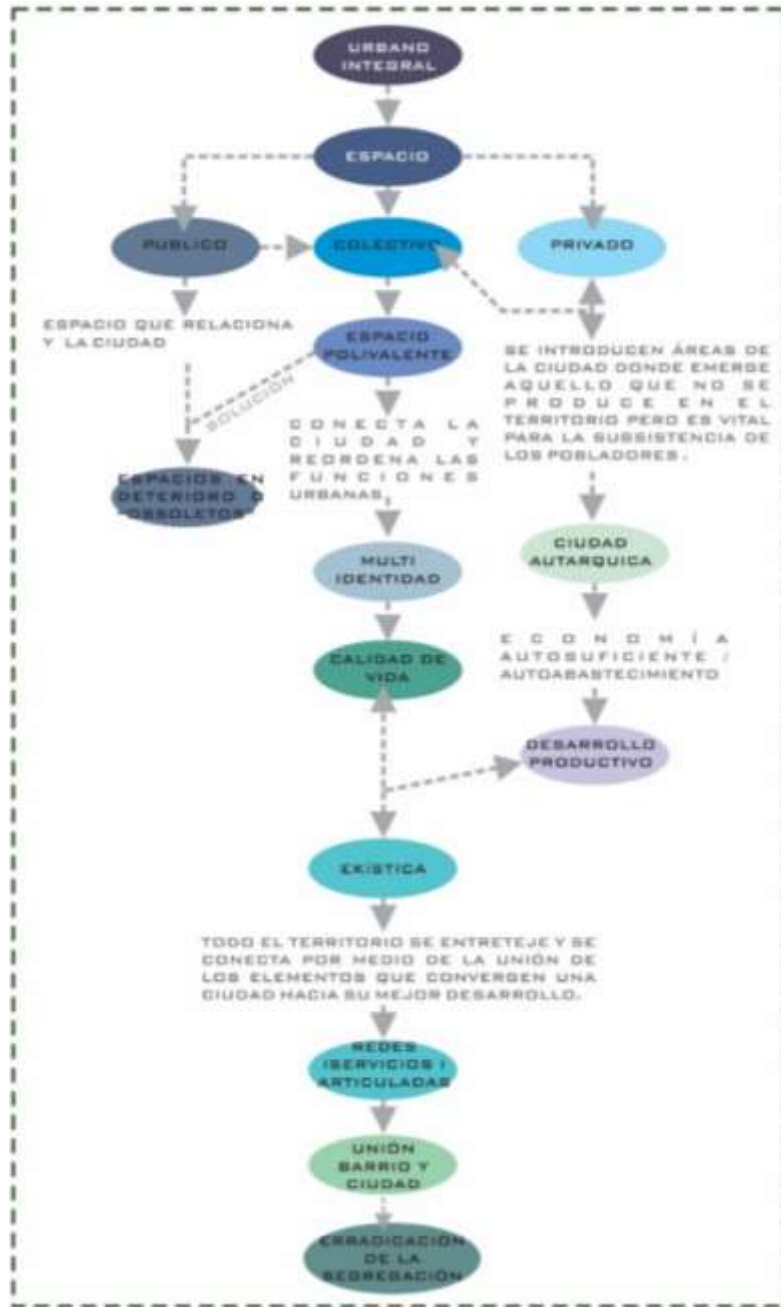 URBANO
INTEGRAL
ESPACIO
PUBLICO
COLECTIVO
PRIVADO
ESPACIO QUE RELACIONA
Y LA CIUDAD
ESPACIO
POLIVALENTE
SOLUCIÓN
SE INTRODUCEN ÁREAS DE
LA CIUDAD DONDE EMERGE
AQUELLO QUE NO SE
PRODUCE EN EL
TERRITORIO PERO ES VITAL
PARA LA SUBSISTENCIA DE
LOS POBLADORES.
CONECTA LA
CIUDAD Y
REORDENA LAS
FUNCIONES
URBANAS
ESPACIOS EN
DETERIORO O
"OBSOLETOS"
MULTI
IDENTIDAD
CIUDAD
AUTARQUICA
CALIDAD DE
VIDA
ECONOMÍA
AUTOSUFICIENTE /
AUTOABASTECIMIENTO
DESARROLLO
PRODUCTIVO
EXÍSTICA
TODO EL TERRITORIO SE ENTRETEJE Y SE
CONECTA POR MEDIO DE LA UNIÓN DE
LOS ELEMENTOS QUE CONVERGEN UNA
CIUDAD HACIA SU MEJOR DESARROLLO.
REDES
(SERVICIOS)
ARTICULADAS
UNIÓN
BARRIO Y
CIUDAD
ERRADICACIÓN
DE LA
SEGREGACIÓN